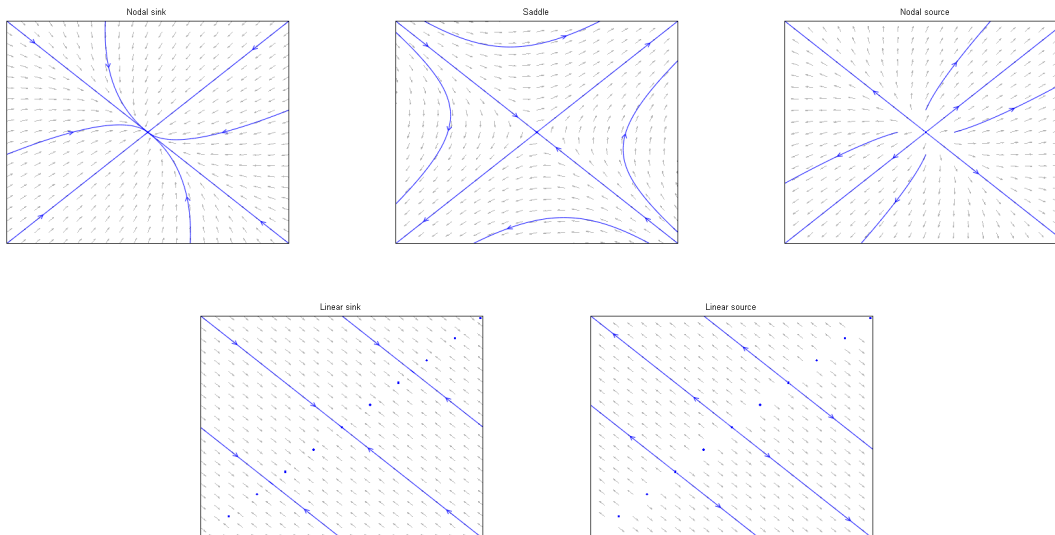 Nodal sink
Saddle
Nodal source
Linear sink
Linear source